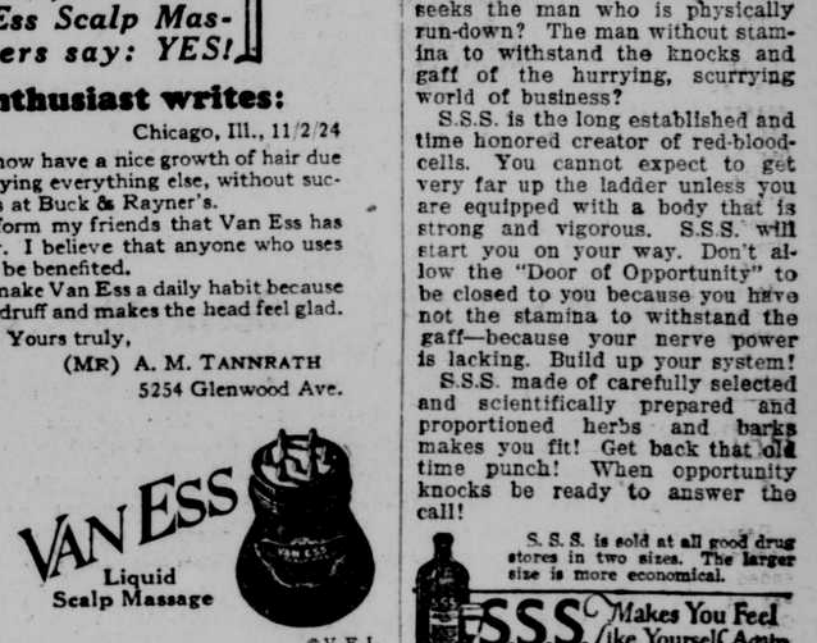 Ess Scalp Mas-
ers say: YES!
nthusiast writes:
Chicago, Ill., 11/2/24
now have a nice growth of hair due
ying everything else, without suc-
s at Buck & Rayner's.
form my friends that Van Ess has
r. I believe that anyone who uses
be benefited.
make Van Ess a daily habit because
druff and makes the head feel glad.
Yours truly,
(MR) A. M. TANNRATH
5254 Glenwood Ave.
VAN ESS
VAN ESS
Liquid
Scalp Massage
seeks the man who is physically
run-down? The man without stam-
ina to withstand the knocks and
gaff of the hurrying, scurrying
world of business?
S.S.S. is the long established and
time honored creator of red-blood-
cells. You cannot expect to get
very far up the ladder unless you
are equipped with a body that is
strong and vigorous. S.S.S. will
start you on your way. Don't al-
low the "Door of Opportunity" to
be closed to you because you have
not the stamina to withstand the
gaff—because your nerve power
is lacking. Build up your system!
S.S.S. made of carefully selected
and scientifically prepared and
proportioned herbs and barks
makes you fit! Get back that old
time punch! When opportunity
knocks be ready to answer the
call!
S. S. S. is sold at all good drug
stores in two sizes. The larger
size is more economical.
SSS Makes You Feel
like Yourself Again